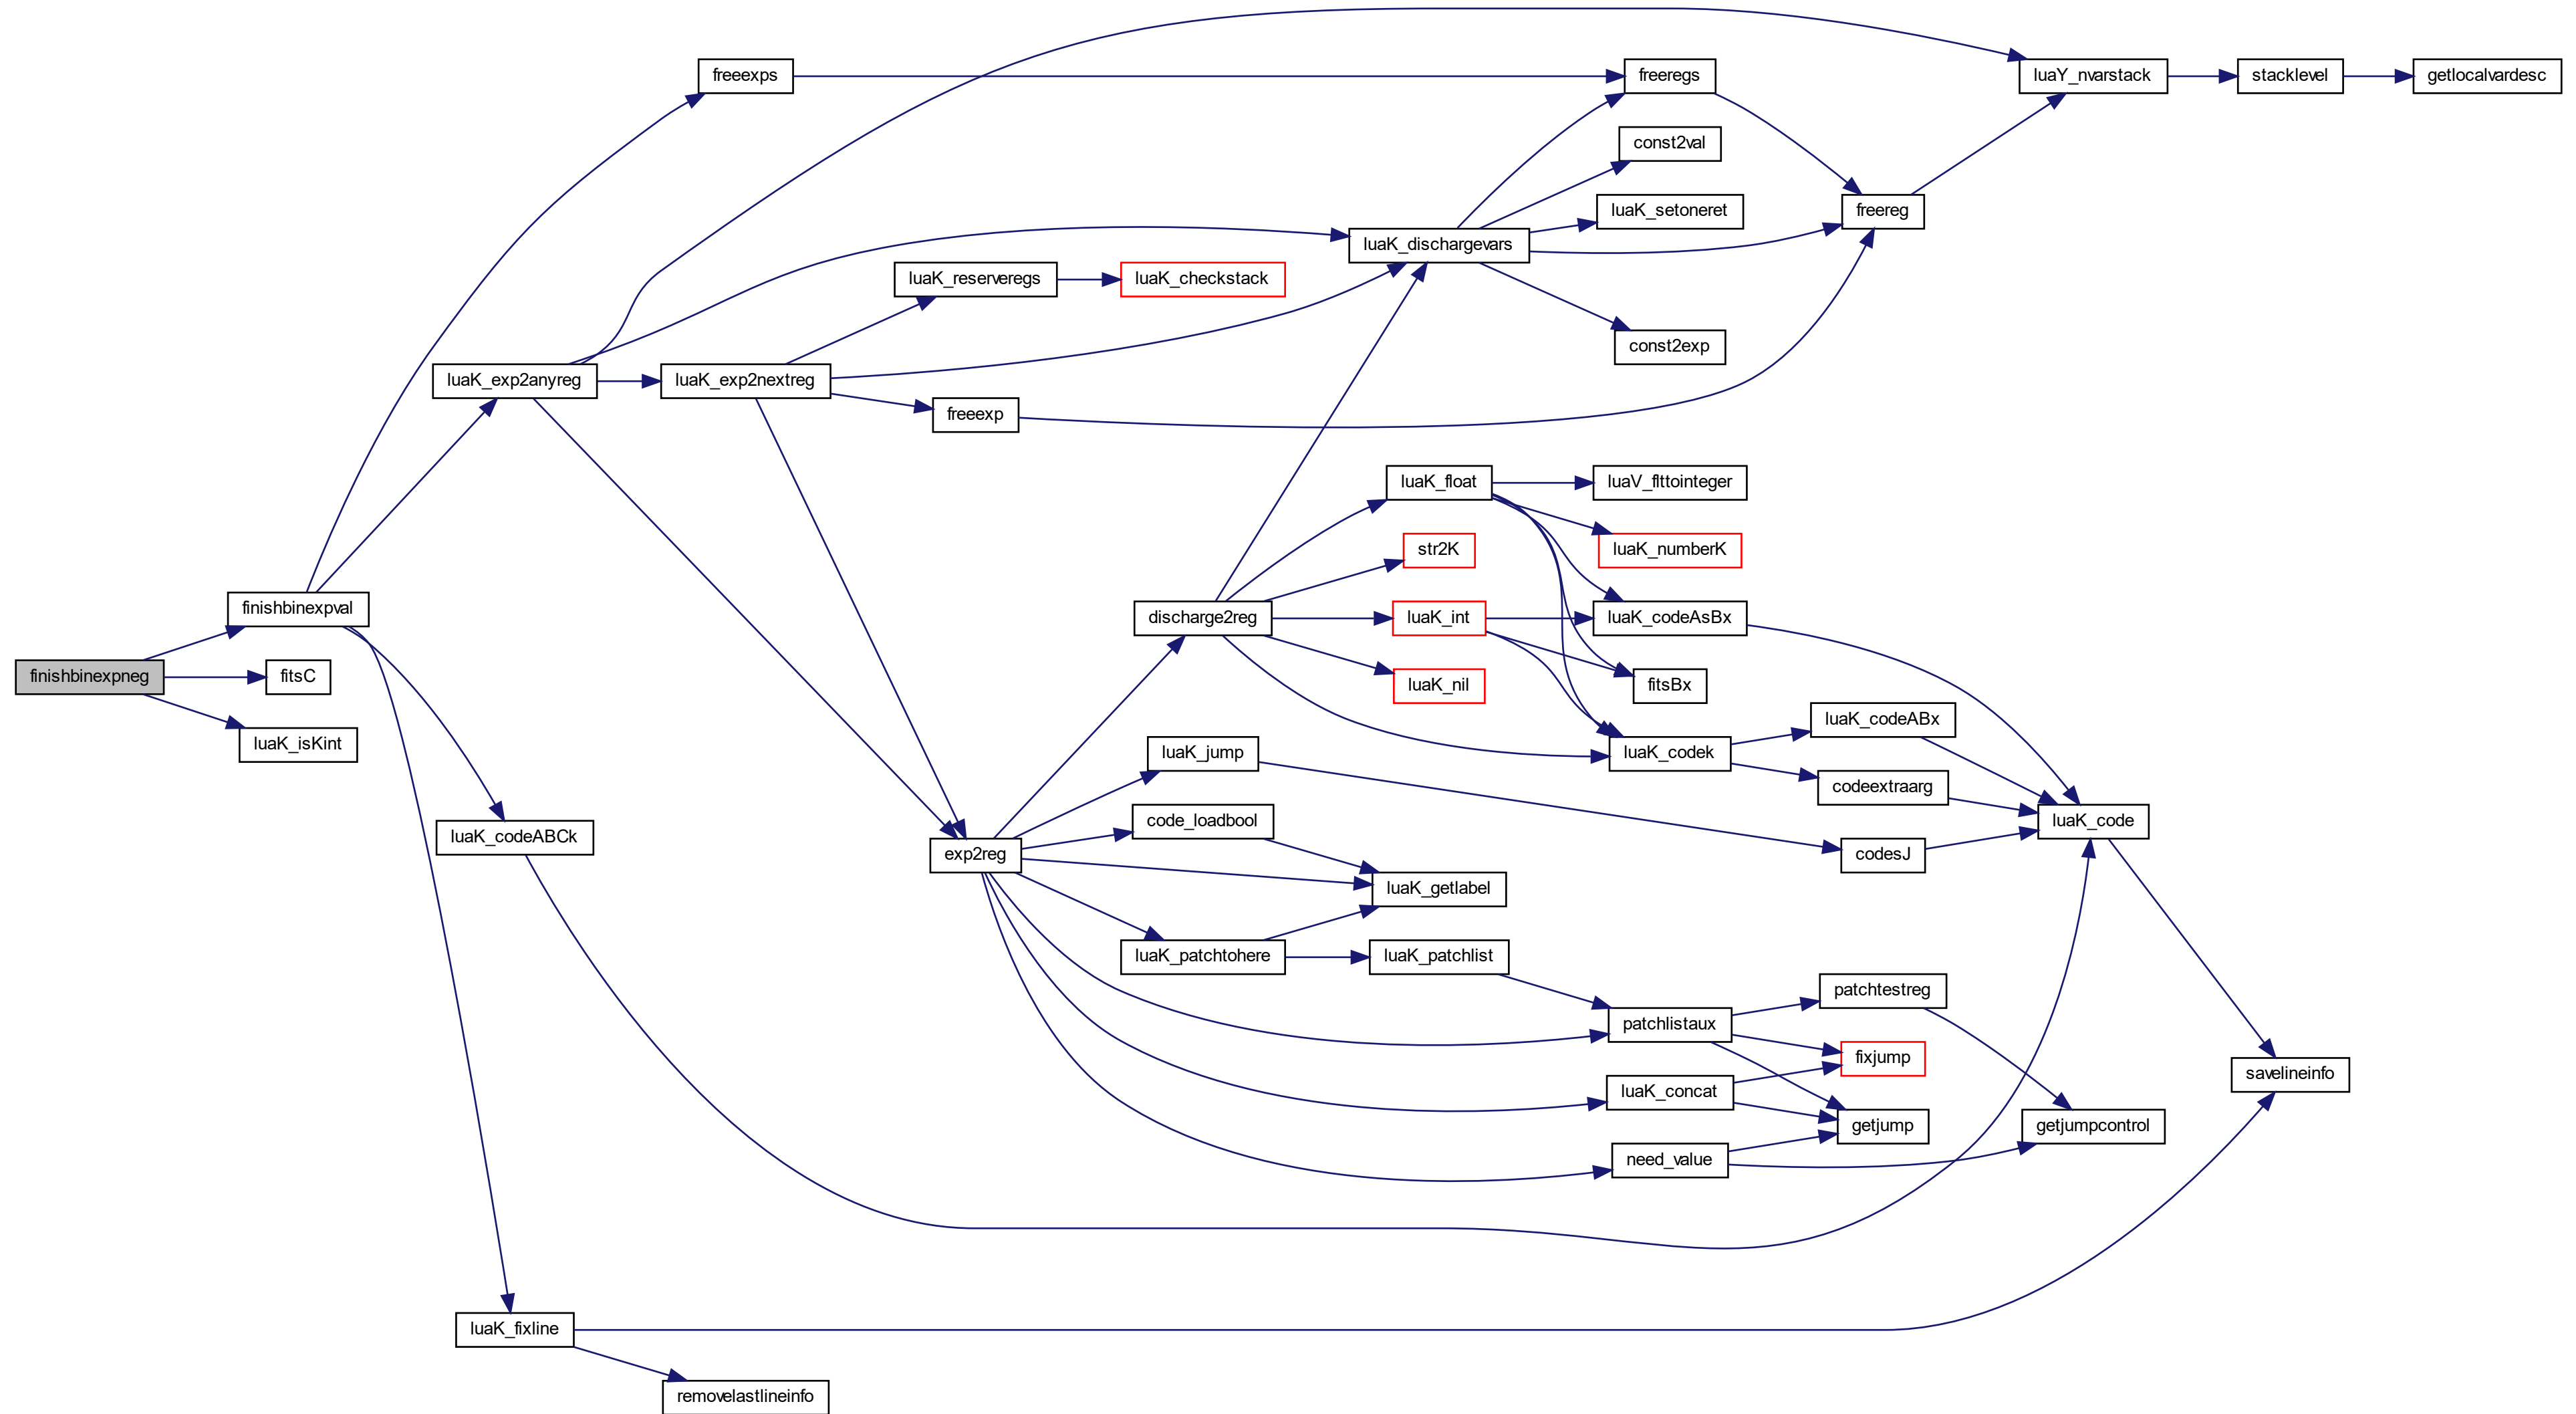 freeexps
freeregs
luaY_nvarstack
stacklevel
getlocalvardesc
const2val
luaK_setoneret
freereg
luaK_dischargevars
luaK_reserveregs
luaK_checkstack
const2exp
luaK_exp2anyreg
luaK_exp2nextreg
freeexp
luaK_float
luaV_flttointeger
str2K
luaK_numberK
finishbinexpval
discharge2reg
luaK_int
luaK_codeAsBx
finishbinexpneg
fitsC
luaK_nil
fitsBx
luaK_isKint
luaK_jump
luaK_codek
luaK_codeABx
codeextraarg
luaK_codeABCk
code_loadbool
luaK_code
exp2reg
codesJ
luaK_getlabel
luaK_patchtohere
luaK_patchlist
patchtestreg
patchlistaux
fixjump
savelineinfo
luaK_concat
getjump
getjumpcontrol
need_value
luaK_fixline
removelastlineinfo